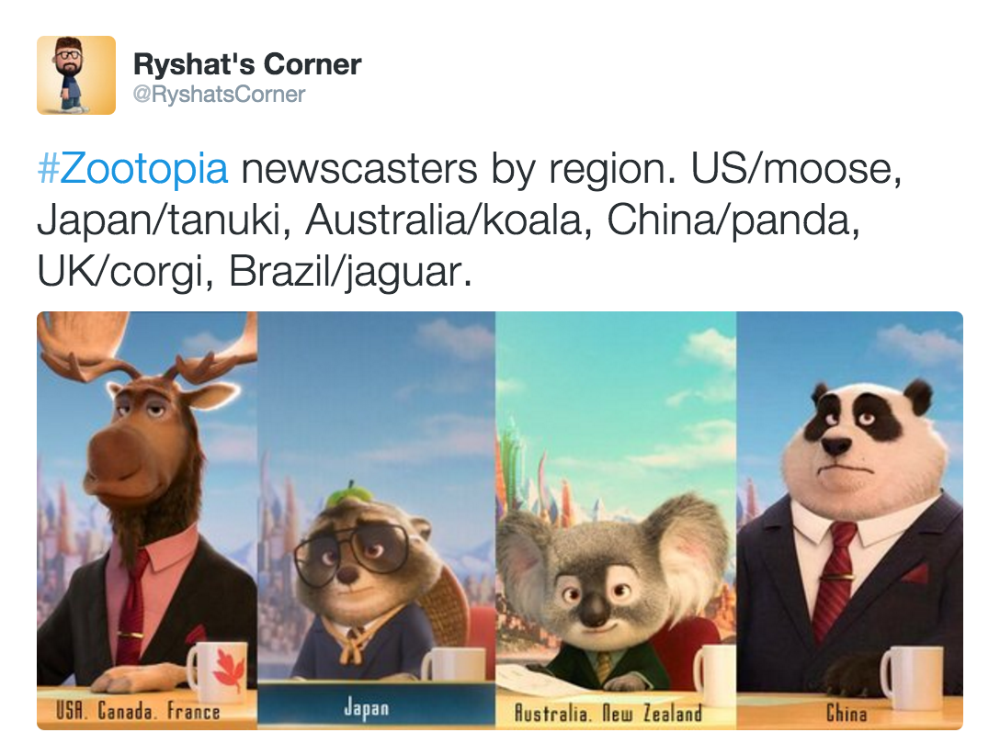 Ryshat's Corner
@RyshatsCorner
#Zootopia newscasters by region. US/moose,
Japan/tanuki, Australia/koala, China/panda,
UK/corgi, Brazil/jaguar.
USA. Canada. France
Japan
Australia. New Zealand
China